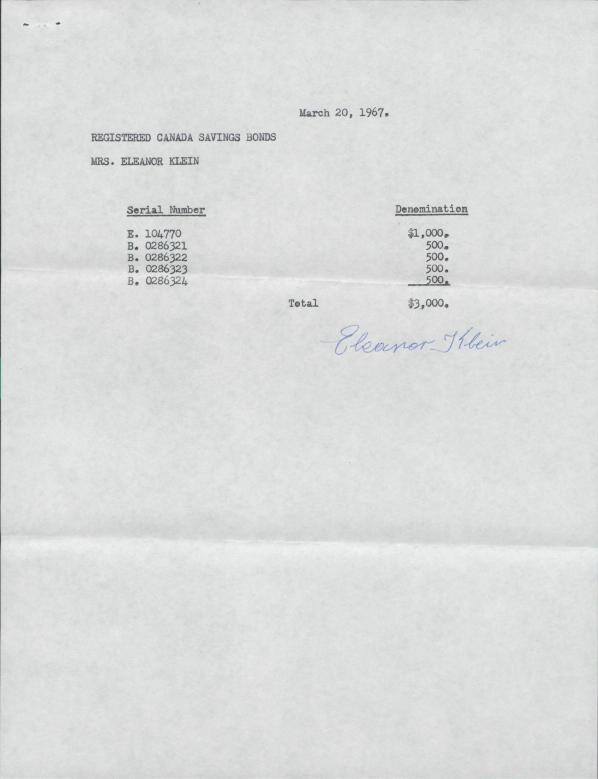 March 20, 1967.
REGISTERED CANADA SAVINGS BONDS
MRS. ELEANOR KLEIN
Serial Number Denomination
E. 104770 $1,000.
B. 0286321 500.
B. 0286322 500.
B. 0286323 500.
B. 0286324 500.
Total $3,000.
Eleanor Klein